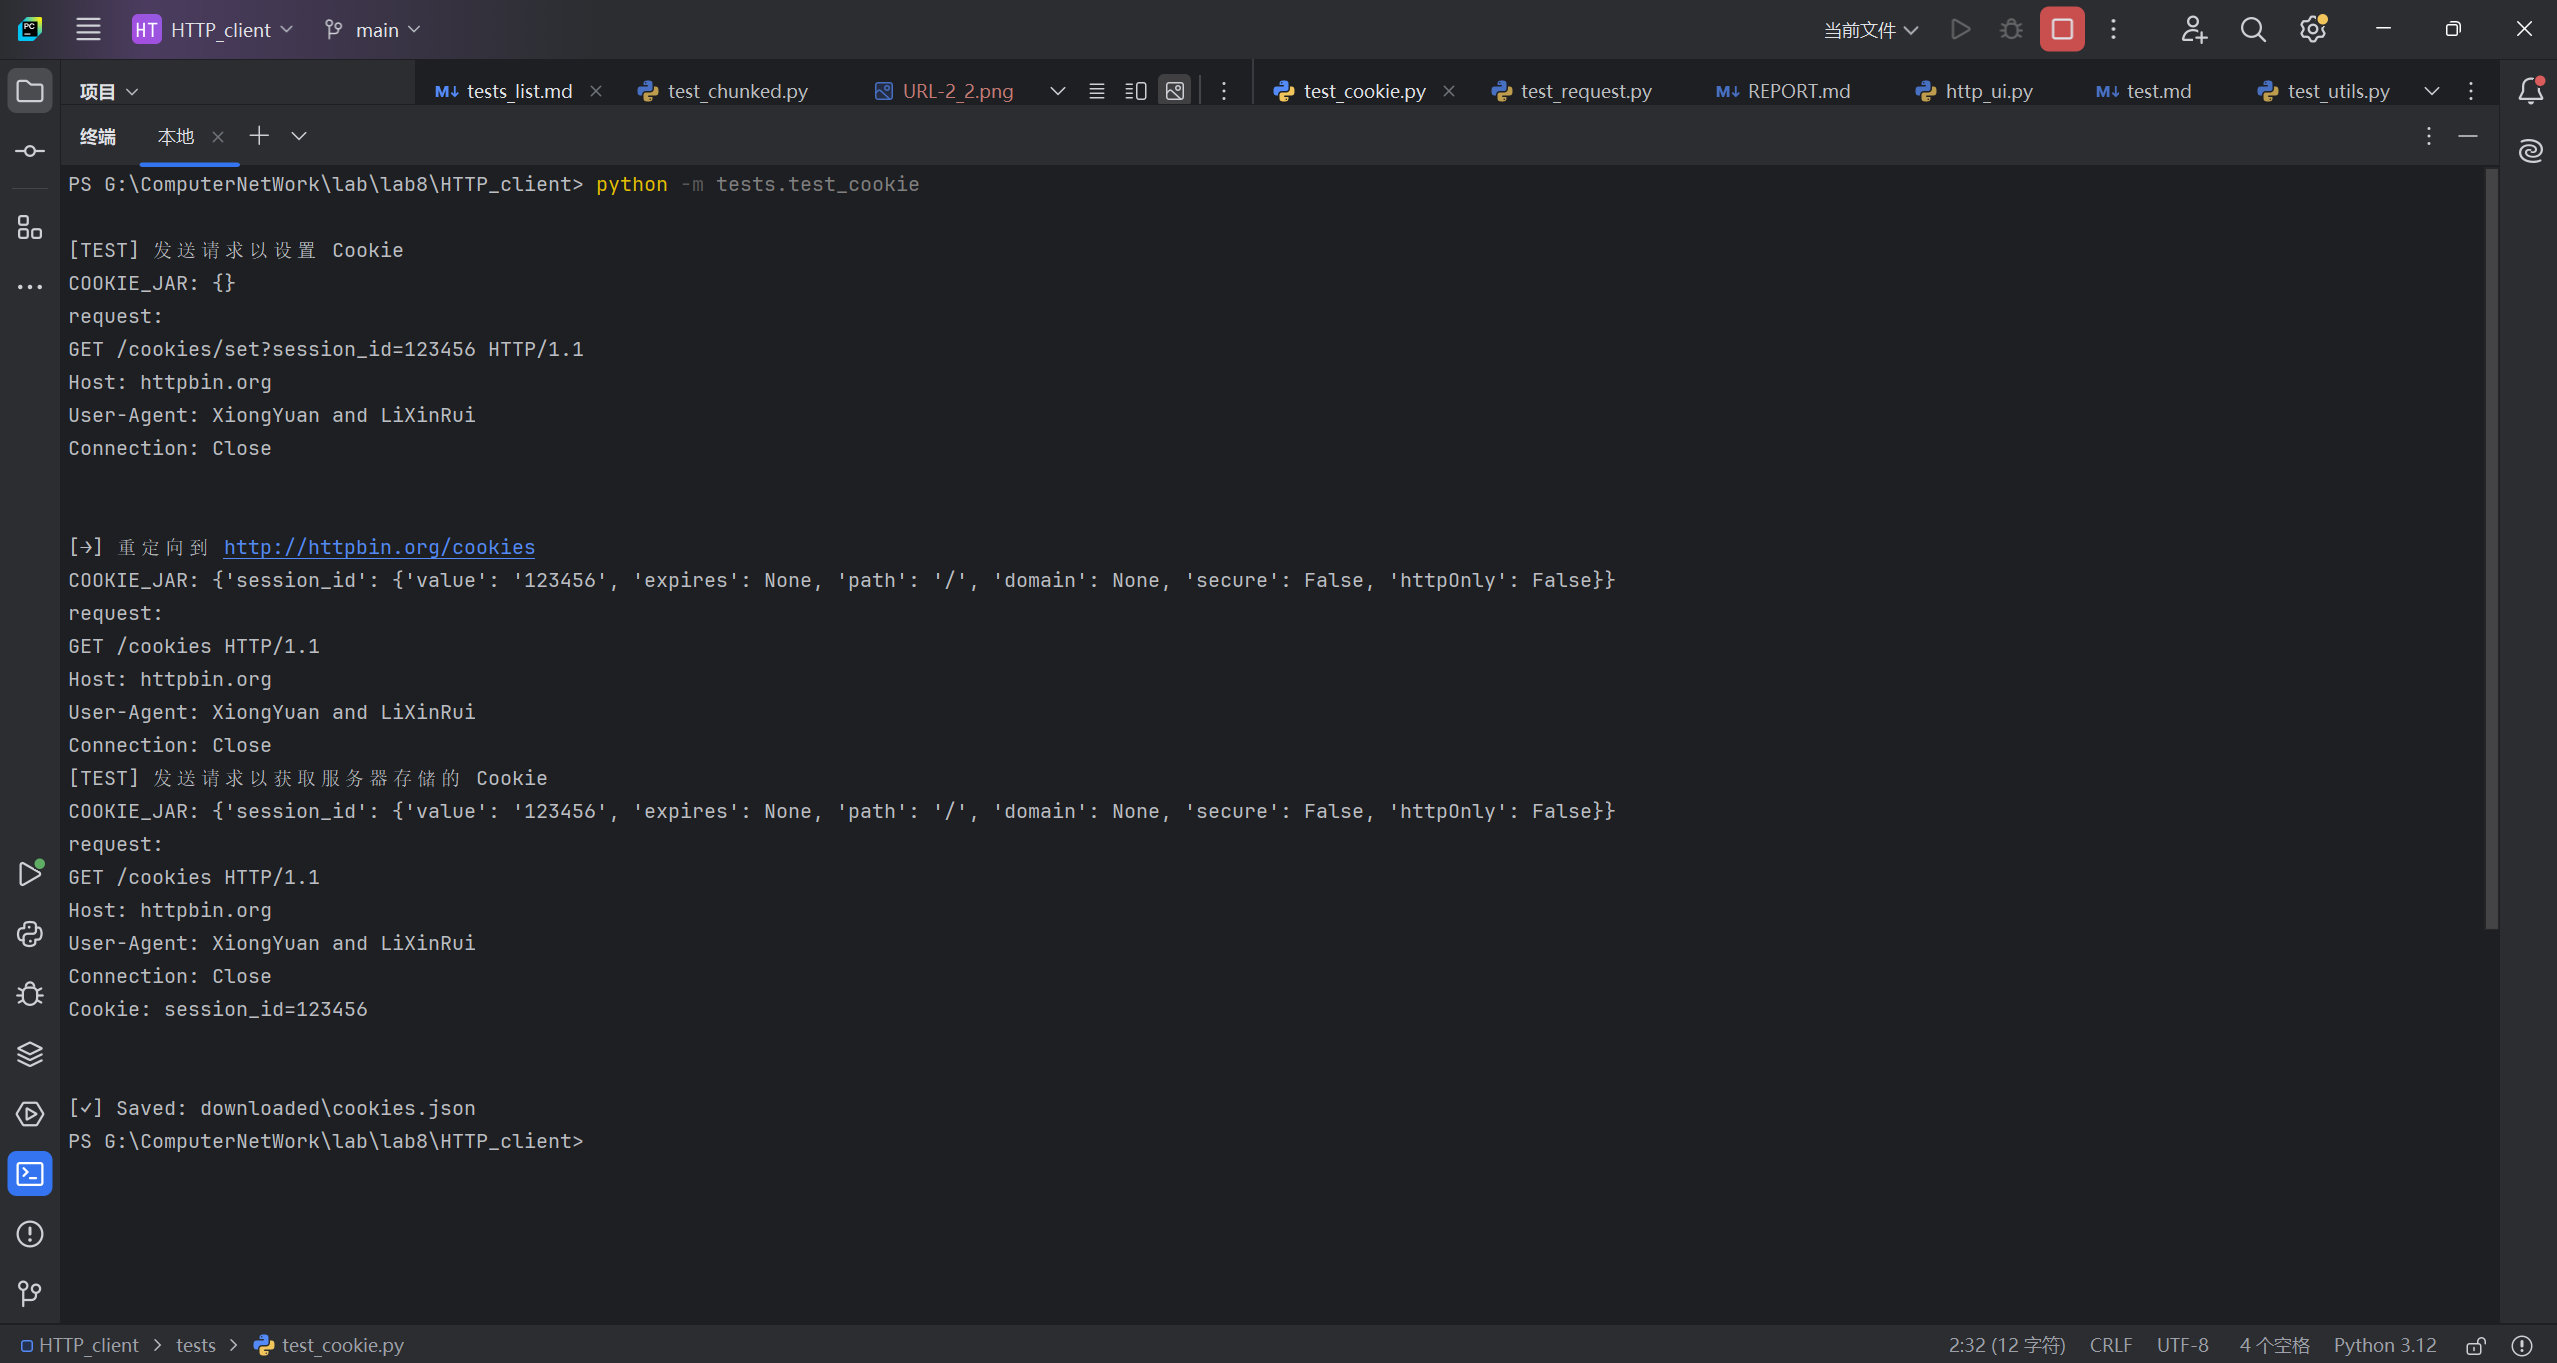 PC
HT HTTP_client main 当前文件
项目 tests_list.md test_chunked.py URL-2_2.png test_cookie.py test_request.py REPORT.md http_ui.py test.md test_utils.py
终端 本地
PS G:\ComputerNetWork\lab\lab8\HTTP_client> python -m tests.test_cookie
[TEST] 发送请求以设置 Cookie
COOKIE_JAR: {}
request:
GET /cookies/set?session_id=123456 HTTP/1.1
Host: httpbin.org
User-Agent: XiongYuan and LiXinRui
Connection: Close
[→] 重定向到 http://httpbin.org/cookies
COOKIE_JAR: {'session_id': {'value': '123456', 'expires': None, 'path': '/', 'domain': None, 'secure': False, 'httpOnly': False}}
request:
GET /cookies HTTP/1.1
Host: httpbin.org
User-Agent: XiongYuan and LiXinRui
Connection: Close
[TEST] 发送请求以获取服务器存储的 Cookie
COOKIE_JAR: {'session_id': {'value': '123456', 'expires': None, 'path': '/', 'domain': None, 'secure': False, 'httpOnly': False}}
request:
GET /cookies HTTP/1.1
Host: httpbin.org
User-Agent: XiongYuan and LiXinRui
Connection: Close
Cookie: session_id=123456
[✓] Saved: downloaded\cookies.json
PS G:\ComputerNetWork\lab\lab8\HTTP_client>
HTTP_client > tests > test_cookie.py 2:32 (12 字符) CRLF UTF-8 4 个空格 Python 3.12